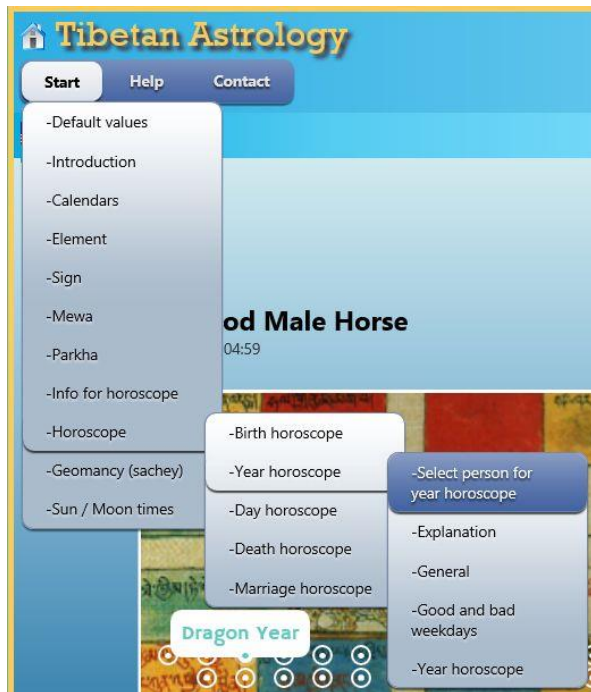 Tibetan Astrology
Start Help Contact
-Default values
-Introduction
-Calendars
-Element
-Sign
-Mewa
-Parkha
-Info for horoscope
-Horoscope
-Geomancy (sachey)
-Sun / Moon times
od Male Horse
04:59
-Birth horoscope
-Year horoscope
-Day horoscope
-Death horoscope
-Marriage horoscope
-Select person for
year horoscope
-Explanation
-General
-Good and bad
weekdays
-Year horoscope
Dragon Year